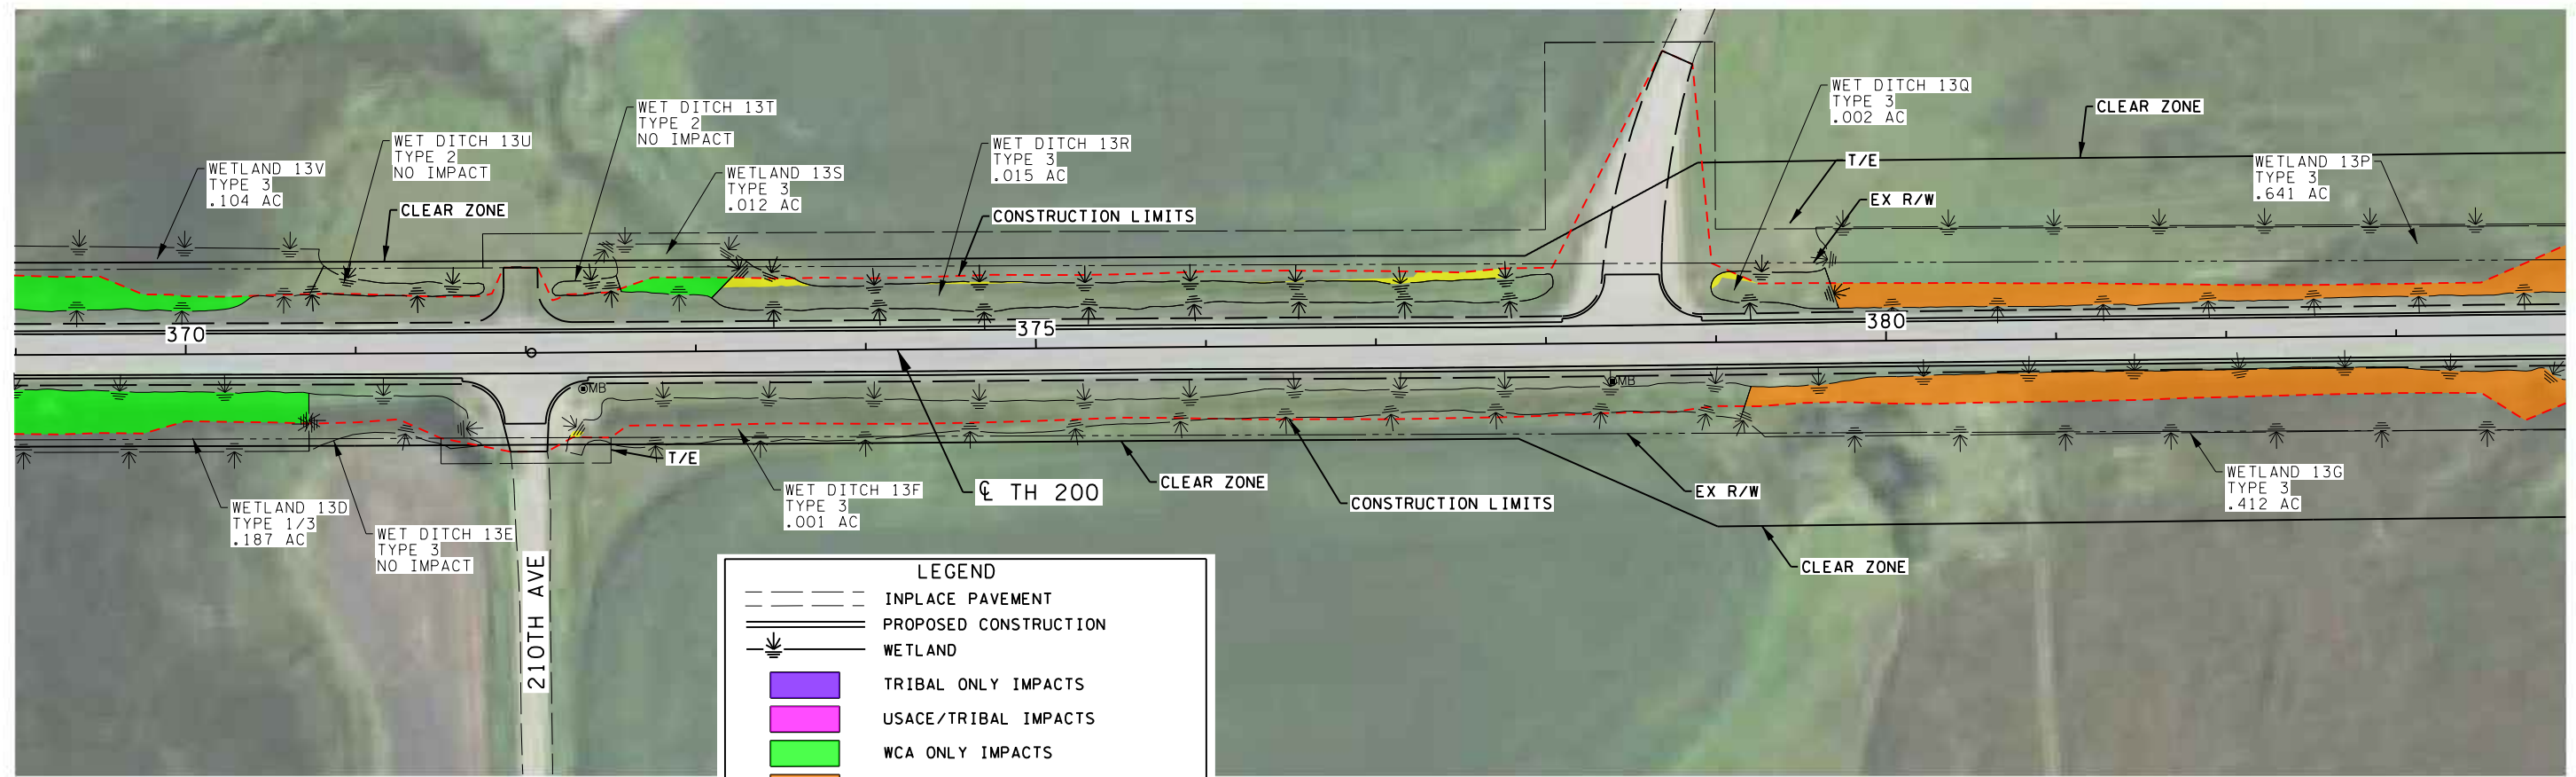 WET DITCH 13T
TYPE 2
NO IMPACT
WET DITCH 13U
TYPE 2
NO IMPACT
WETLAND 13V
TYPE 3
.104 AC
CLEAR ZONE
WETLAND 13S
TYPE 3
.012 AC
WET DITCH 13R
TYPE 3
.015 AC
CONSTRUCTION LIMITS
WET DITCH 13Q
TYPE 3
.002 AC
CLEAR ZONE
T/E
EX R/W
WETLAND 13P
TYPE 3
.641 AC
370
375
380
MB
MB
T/E
WETLAND 13D
TYPE 1/3
.187 AC
WET DITCH 13E
TYPE 3
NO IMPACT
210TH AVE
WET DITCH 13F
TYPE 3
.001 AC
℄ TH 200
CLEAR ZONE
CONSTRUCTION LIMITS
EX R/W
CLEAR ZONE
WETLAND 13G
TYPE 3
.412 AC
LEGEND
INPLACE PAVEMENT
PROPOSED CONSTRUCTION
WETLAND
TRIBAL ONLY IMPACTS
USACE/TRIBAL IMPACTS
WCA ONLY IMPACTS